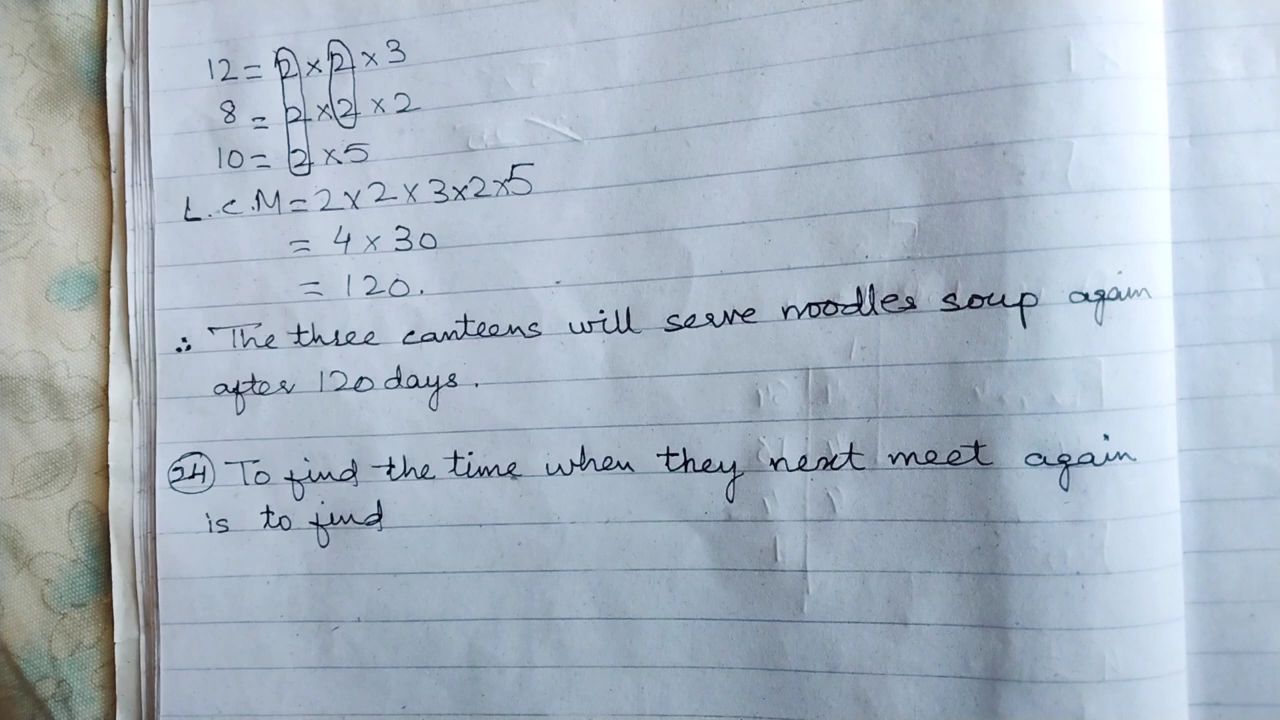 12 = 2 × 2 × 3
8 = 2 × 2 × 2
10 = 2 × 5
L.C.M = 2 × 2 × 3 × 2 × 5
= 4 × 30
= 120.
∴ The three canteens will serve noodles soup again
after 120 days.
24 To find the time when they next meet again
is to find